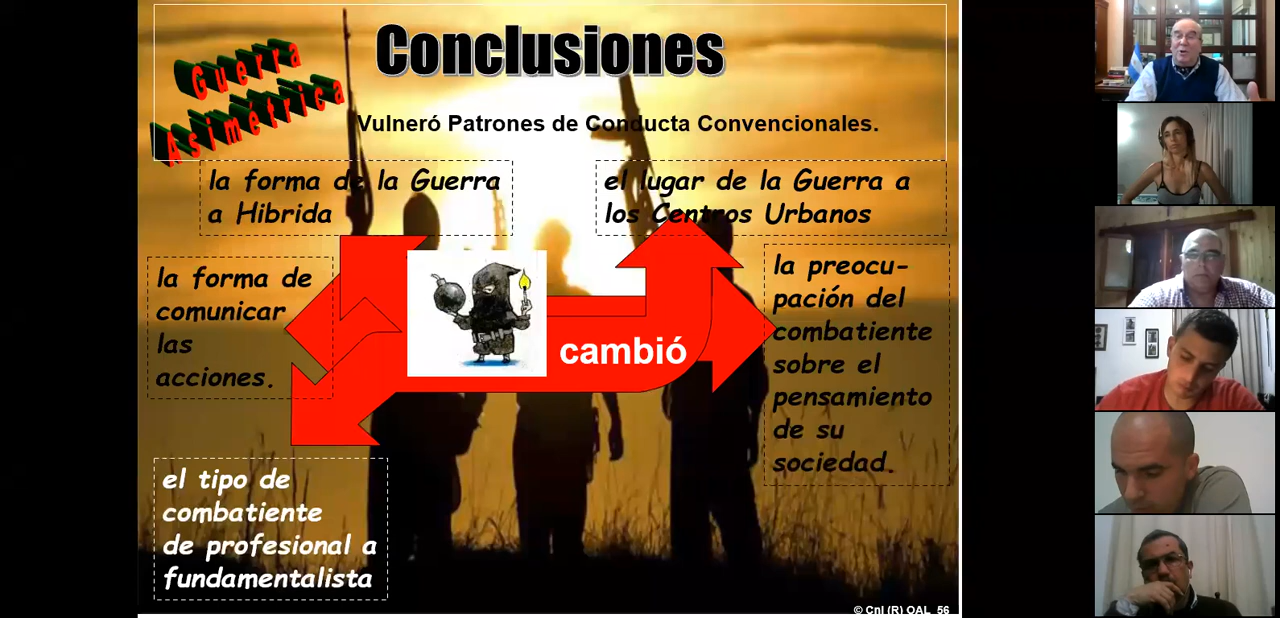 Guerra
Asimétrica
Conclusiones
Vulneró Patrones de Conducta Convencionales.
la forma de la Guerra
a Hibrida
el lugar de la Guerra a
los Centros Urbanos
la forma de
comunicar
las
acciones.
cambió
la preocu-
pación del
combatiente
sobre el
pensamiento
de su
sociedad.
el tipo de
combatiente
de profesional a
fundamentalista
© Cnl (R) OAL 56